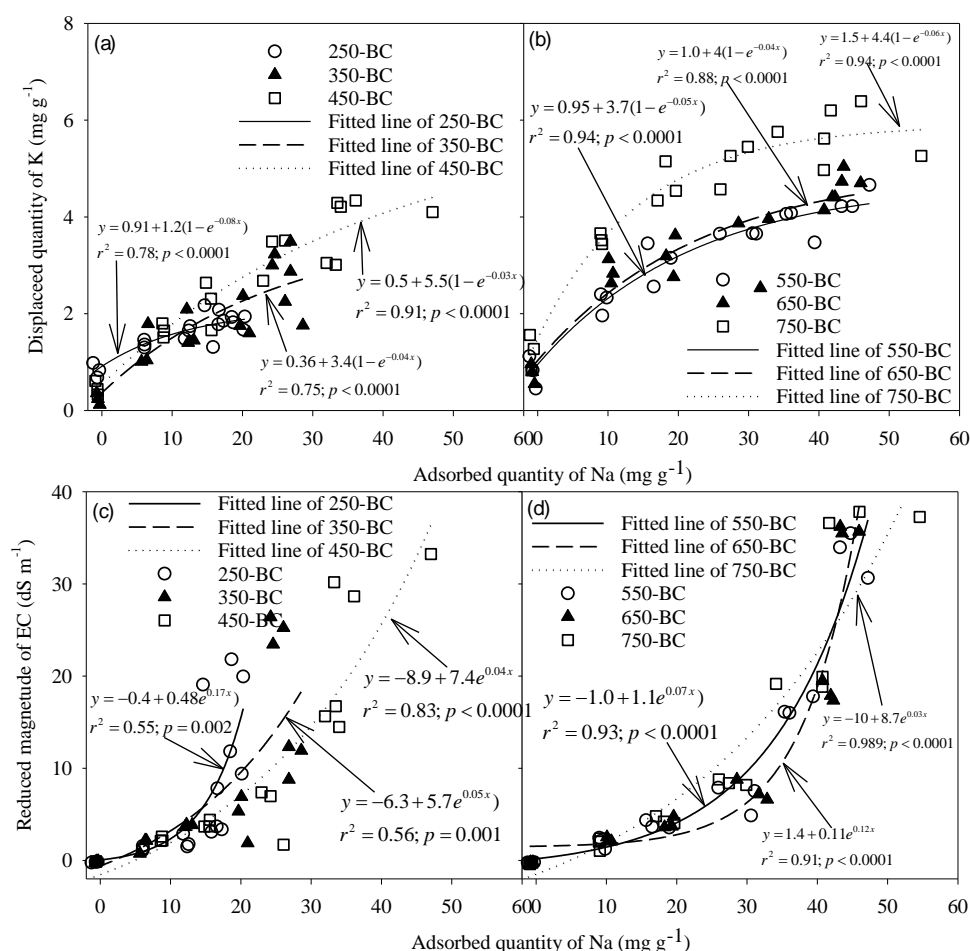 8
6
4
2
0
Displaceed quantity of K (mg g⁻¹)
(a)
250-BC
350-BC
450-BC
Fitted line of 250-BC
Fitted line of 350-BC
Fitted line of 450-BC
y = 0.91+1.2(1−e^{−0.08x})
r² = 0.78; p < 0.0001
y = 0.5+5.5(1−e^{−0.03x})
r² = 0.91; p < 0.0001
y = 0.36+3.4(1−e^{−0.04x})
r² = 0.75; p < 0.0001
0 10 20 30 40 50 60
(b)
y = 1.0+4(1−e^{−0.04x})
r² = 0.88; p < 0.0001
y = 1.5+4.4(1−e^{−0.06x})
r² = 0.94; p < 0.0001
y = 0.95+3.7(1−e^{−0.05x})
r² = 0.94; p < 0.0001
550-BC
650-BC
750-BC
Fitted line of 550-BC
Fitted line of 650-BC
Fitted line of 750-BC
0 10 20 30 40 50 60
Adsorbed quantity of Na (mg g⁻¹)
40
30
20
10
0
Reduced magnetude of EC (dS m⁻¹)
(c)
Fitted line of 250-BC
Fitted line of 350-BC
Fitted line of 450-BC
250-BC
350-BC
450-BC
y = −0.4+0.48e^{0.17x})
r² = 0.55; p = 0.002
y = −8.9+7.4e^{0.04x}
r² = 0.83; p < 0.0001
y = −6.3+5.7e^{0.05x})
r² = 0.56; p = 0.001
0 10 20 30 40 50 60
(d)
Fitted line of 550-BC
Fitted line of 650-BC
Fitted line of 750-BC
550-BC
650-BC
750-BC
y = −1.0+1.1e^{0.07x})
r² = 0.93; p < 0.0001
y = −10+8.7e^{0.03x}
r² = 0.989; p < 0.0001
y = 1.4+0.11e^{0.12x}
r² = 0.91; p < 0.0001
0 10 20 30 40 50 60
Adsorbed quantity of Na (mg g⁻¹)